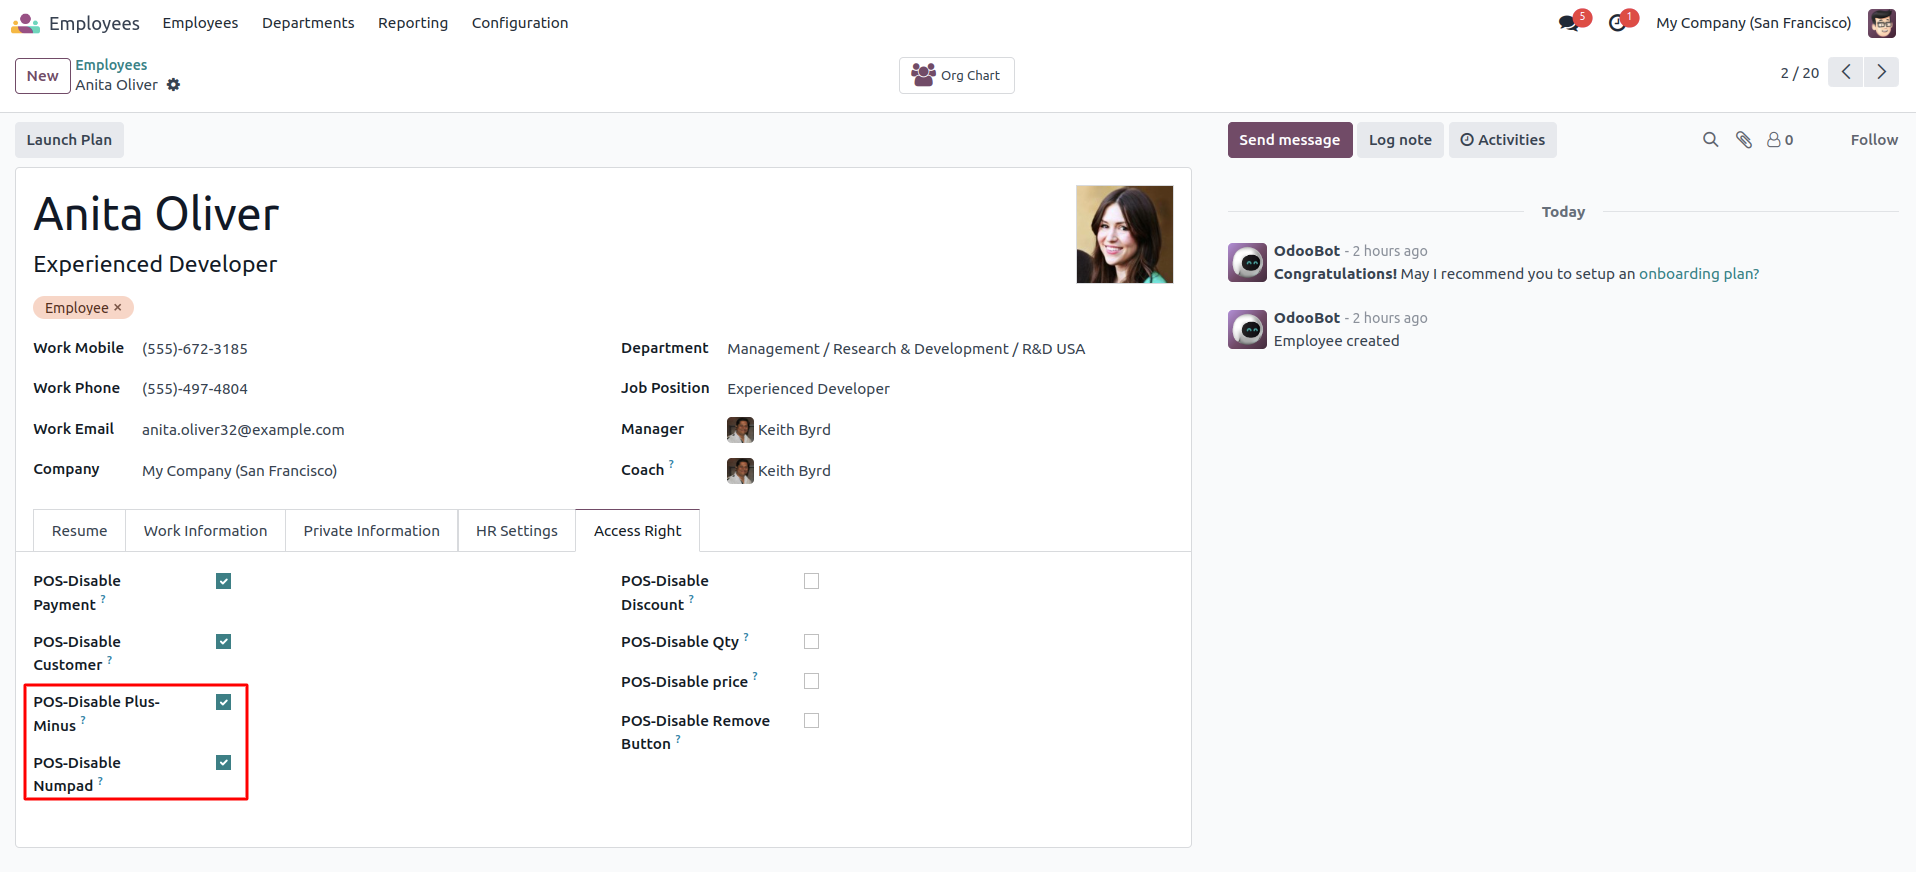 Employees Employees Departments Reporting Configuration 5 1 My Company (San Francisco)
New Employees
Anita Oliver
Org Chart
2 / 20
Launch Plan
Send message Log note Activities 0 Follow
Anita Oliver
Experienced Developer
Employee ×
Work Mobile (555)-672-3185
Work Phone (555)-497-4804
Work Email anita.oliver32@example.com
Company My Company (San Francisco)
Department Management / Research & Development / R&D USA
Job Position Experienced Developer
Manager Keith Byrd
Coach ? Keith Byrd
Resume Work Information Private Information HR Settings Access Right
POS-Disable
Payment ?
POS-Disable
Customer ?
POS-Disable Plus-
Minus ?
POS-Disable
Numpad ?
POS-Disable
Discount ?
POS-Disable Qty ?
POS-Disable price ?
POS-Disable Remove
Button ?
Today
OdooBot - 2 hours ago
Congratulations! May I recommend you to setup an onboarding plan?
OdooBot - 2 hours ago
Employee created